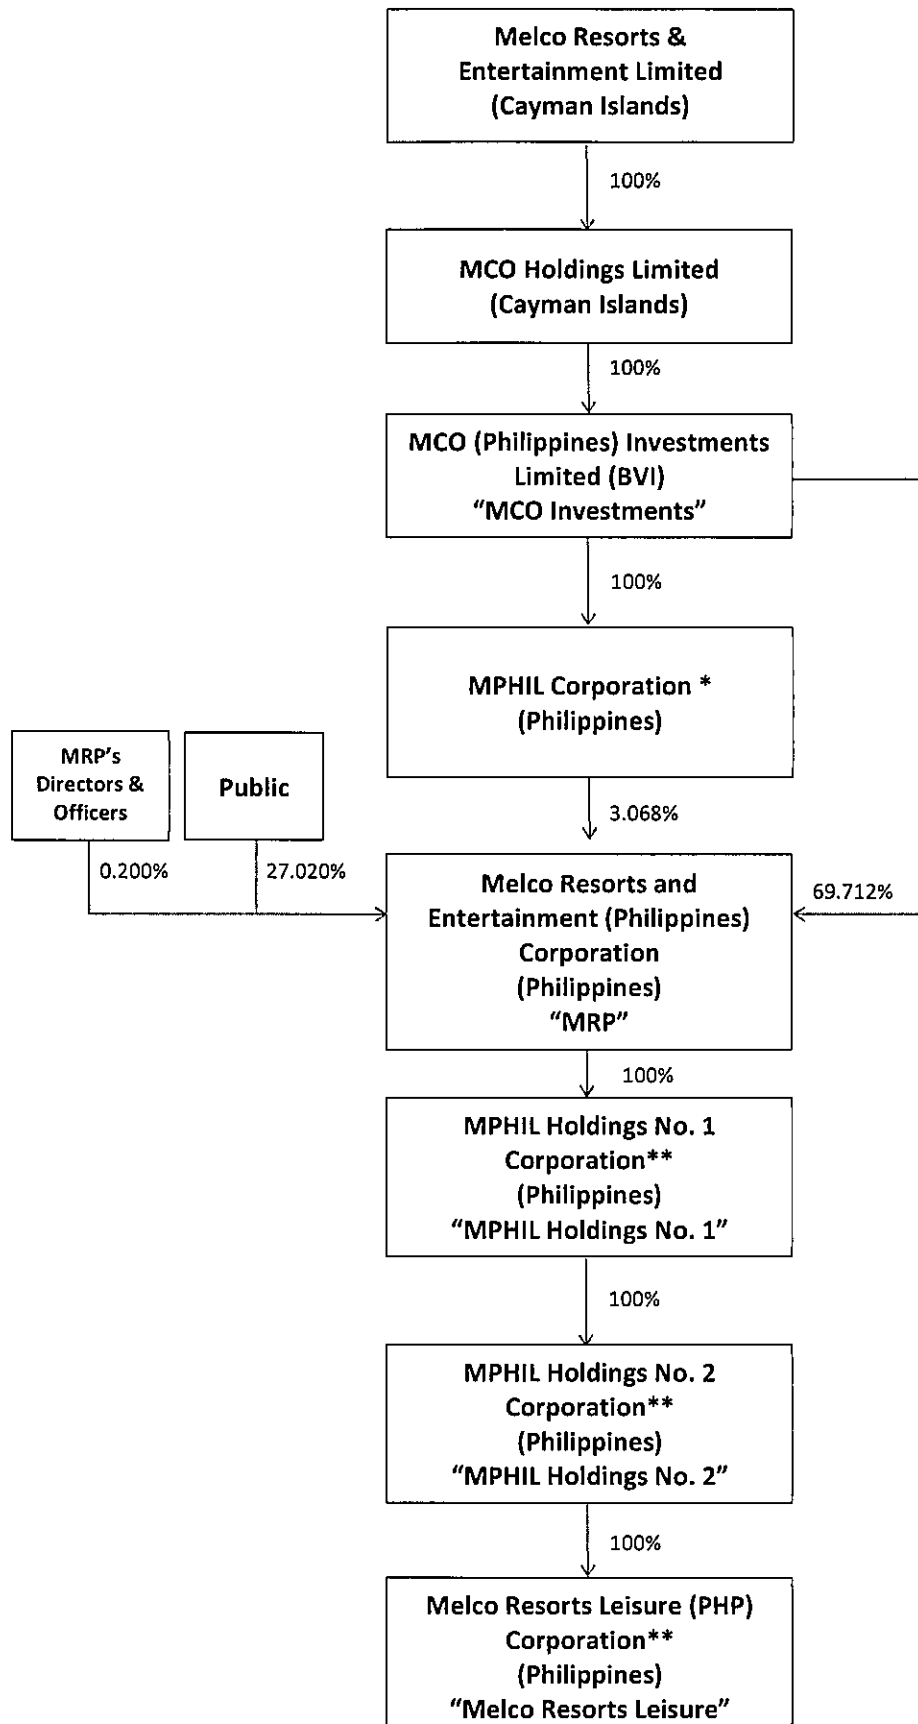 Melco Resorts &
Entertainment Limited
(Cayman Islands)
100%
MCO Holdings Limited
(Cayman Islands)
100%
MCO (Philippines) Investments
Limited (BVI)
“MCO Investments”
100%
MPHIL Corporation *
(Philippines)
MRP’s
Directors &
Officers
Public
3.068%
0.200%
27.020%
69.712%
Melco Resorts and
Entertainment (Philippines)
Corporation
(Philippines)
“MRP”
100%
MPHIL Holdings No. 1
Corporation**
(Philippines)
“MPHIL Holdings No. 1”
100%
MPHIL Holdings No. 2
Corporation**
(Philippines)
“MPHIL Holdings No. 2”
100%
Melco Resorts Leisure (PHP)
Corporation**
(Philippines)
“Melco Resorts Leisure”